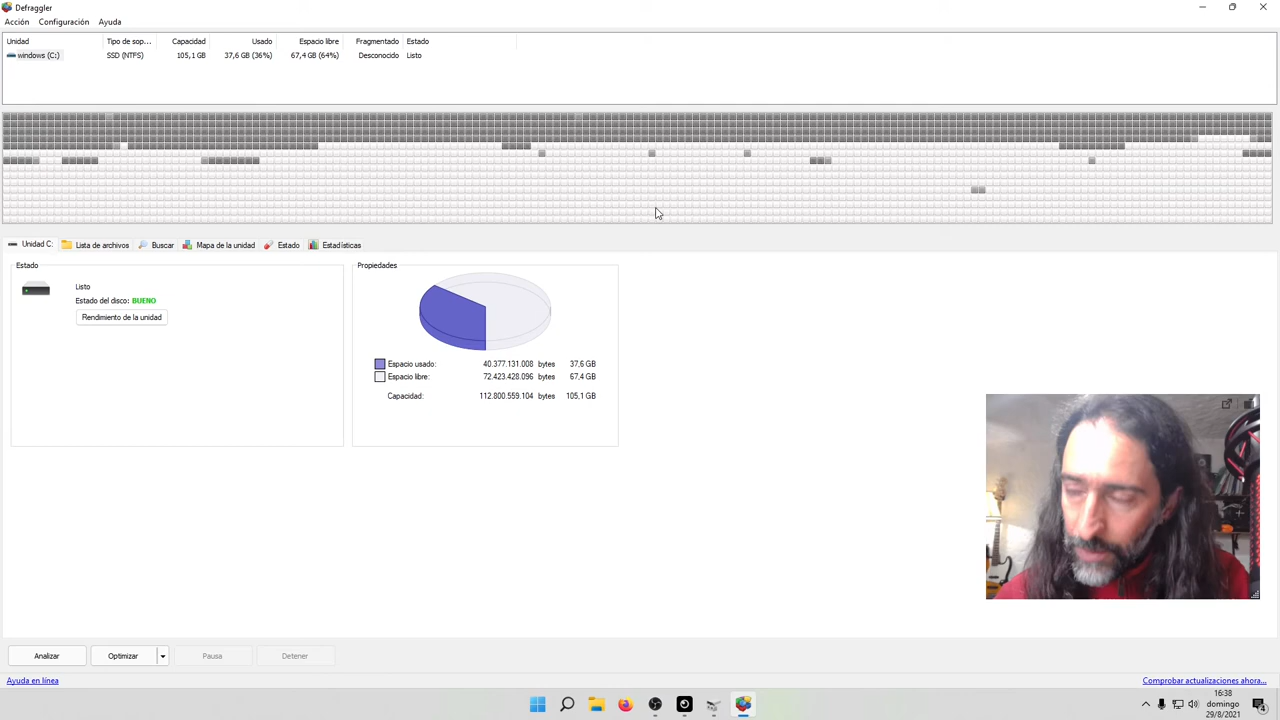 Defraggler
Acción Configuración Ayuda
Unidad Tipo de sop... Capacidad Usado Espacio libre Fragmentado Estado
windows (C:) SSD (NTFS) 105,1 GB 37,6 GB (36%) 67,4 GB (64%) Desconocido Listo
Unidad C: Lista de archivos Buscar Mapa de la unidad Estado Estadísticas
Estado Propiedades
Listo
Estado del disco: BUENO
Rendimiento de la unidad
Espacio usado: 40.377.131.008 bytes 37,6 GB
Espacio libre: 72.423.428.096 bytes 67,4 GB
Capacidad: 112.800.559.104 bytes 105,1 GB
Analizar Optimizar Pausa Detener
Ayuda en línea Comprobar actualizaciones ahora...
16:38
domingo
29/8/2021
4